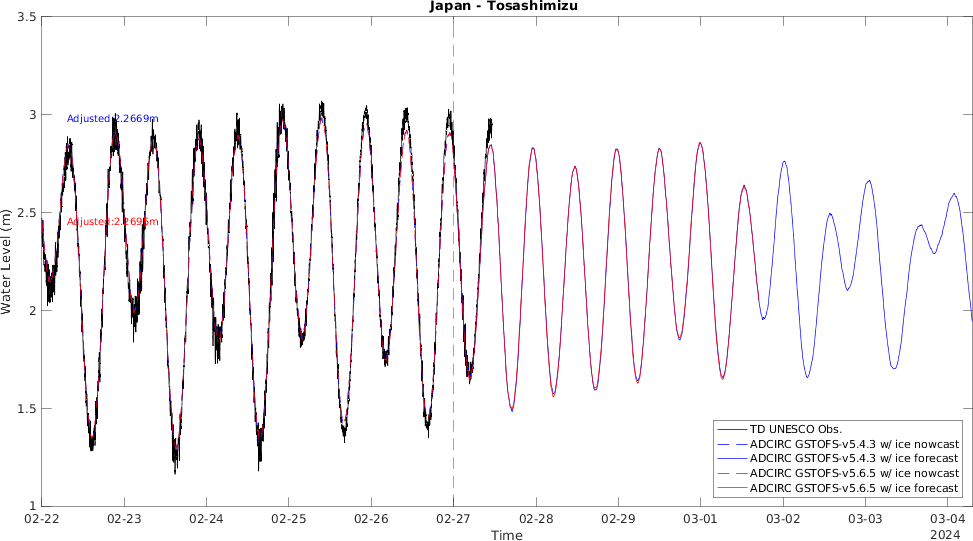 Japan - Tosashimizu
3.5
3
2.5
2
1.5
1
Water Level (m)
Adjusted:2.2669m
Adjusted:2.2695m
TD UNESCO Obs.
ADCIRC GSTOFS-v5.4.3 w/ ice nowcast
ADCIRC GSTOFS-v5.4.3 w/ ice forecast
ADCIRC GSTOFS-v5.6.5 w/ ice nowcast
ADCIRC GSTOFS-v5.6.5 w/ ice forecast
02-22 02-23 02-24 02-25 02-26 02-27 02-28 02-29 03-01 03-02 03-03 03-04
Time
2024